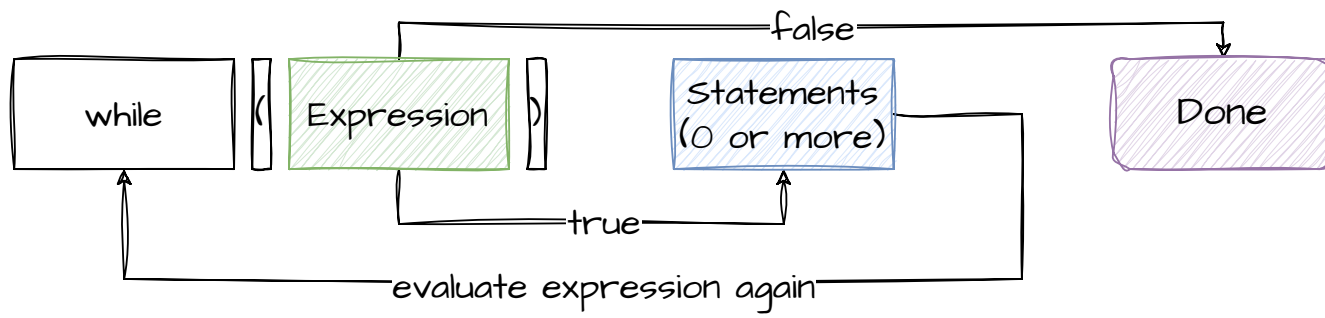 false
while
(
Expression
)
Statements
(0 or more)
Done
true
evaluate expression again